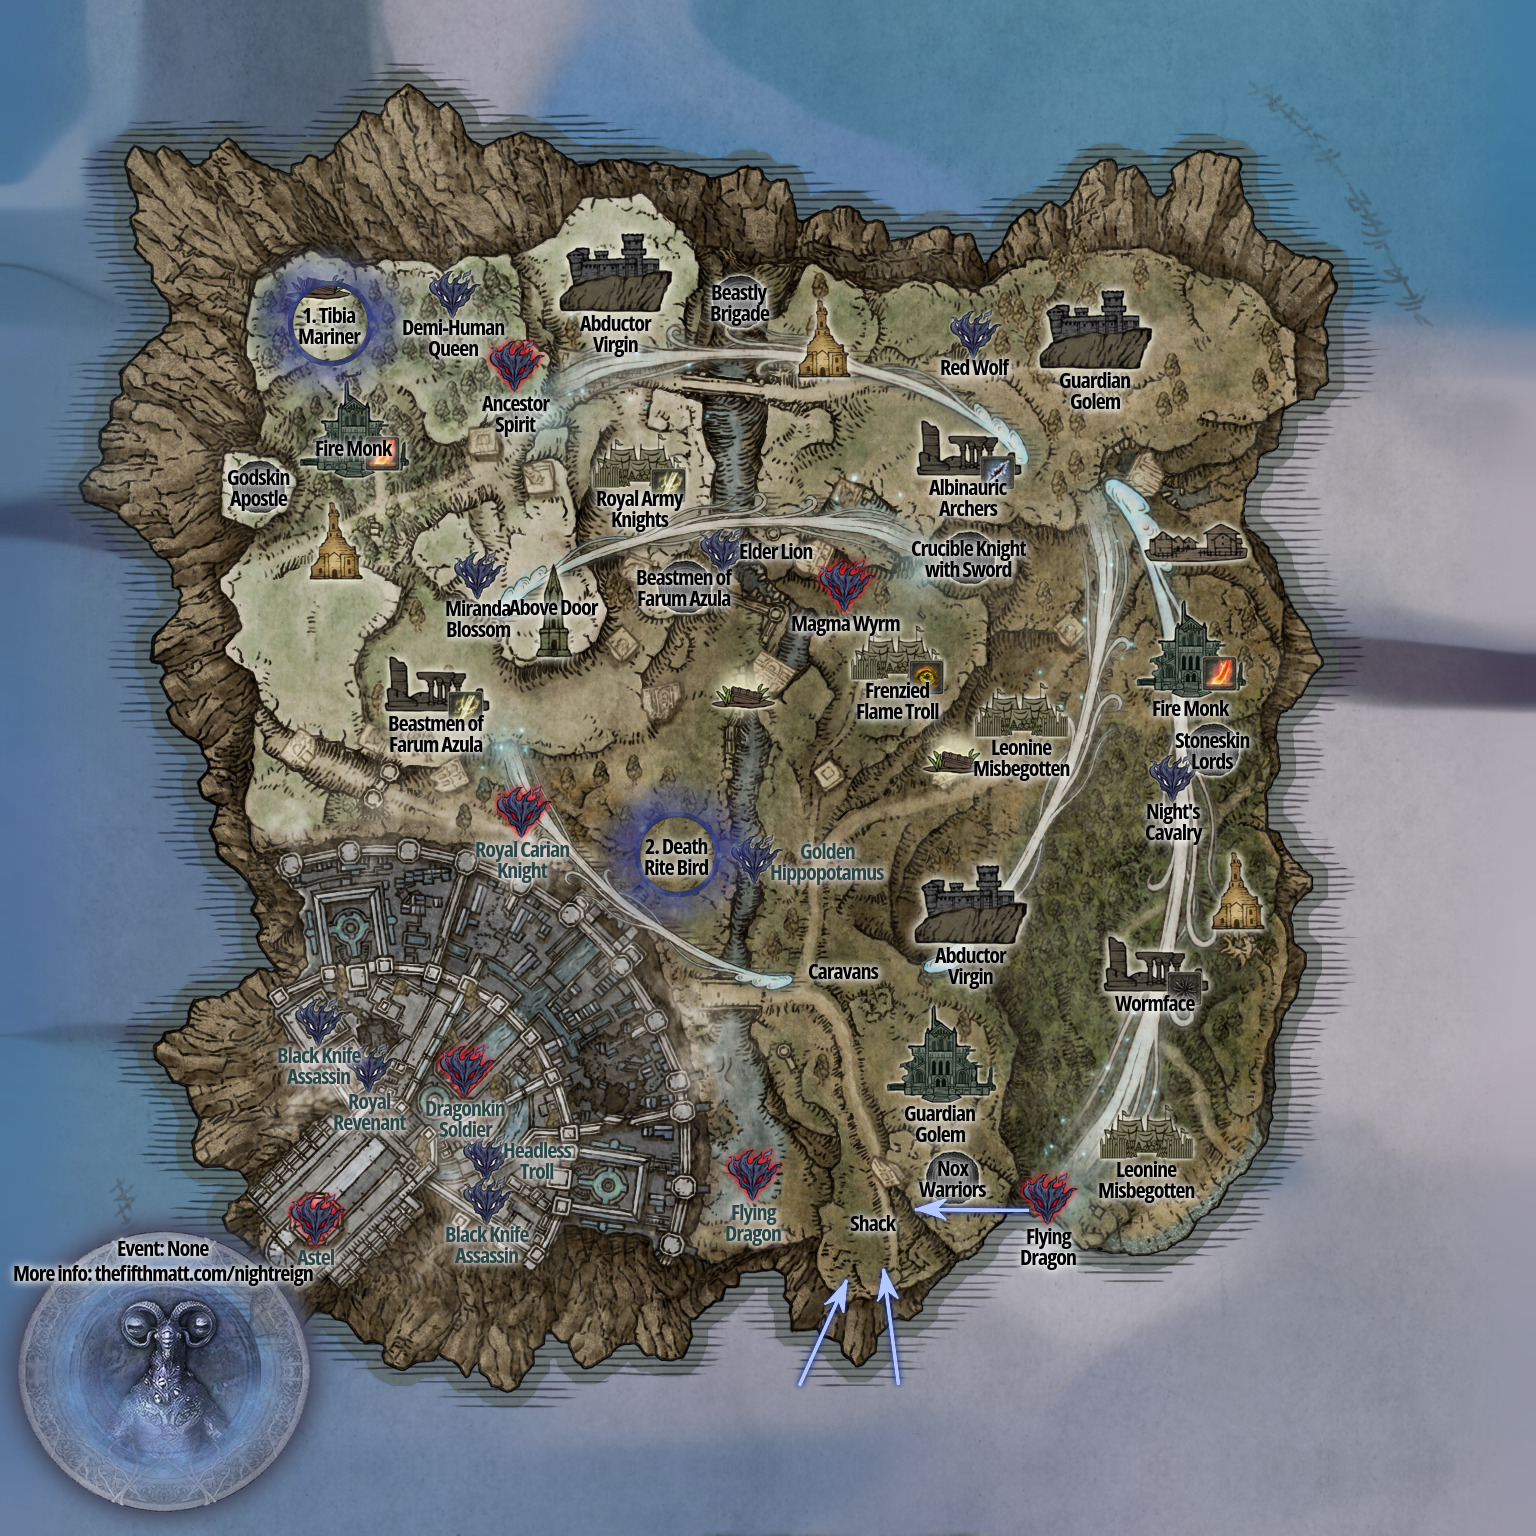 1. Tibia
Mariner
Demi-Human
Queen
Ancestor
Spirit
Abductor
Virgin
Beastly
Brigade
Red Wolf
Guardian
Golem
Fire Monk
Godskin
Apostle
Royal Army
Knights
Albinauric
Archers
Elder Lion
Beastmen of
Farum Azula
Crucible Knight
with Sword
Miranda
Blossom
Above Door
Magma Wyrm
Frenzied
Flame Troll
Leonine
Misbegotten
Fire Monk
Stoneskin
Lords
Night's
Cavalry
Beastmen of
Farum Azula
Royal Carian
Knight
2. Death
Rite Bird
Golden
Hippopotamus
Abductor
Virgin
Caravans
Wormface
Black Knife
Assassin
Royal
Revenant
Dragonkin
Soldier
Headless
Troll
Black Knife
Assassin
Astel
Flying
Dragon
Guardian
Golem
Nox
Warriors
Shack
Flying
Dragon
Leonine
Misbegotten
Event: None
More info: thefifthmatt.com/nightreign